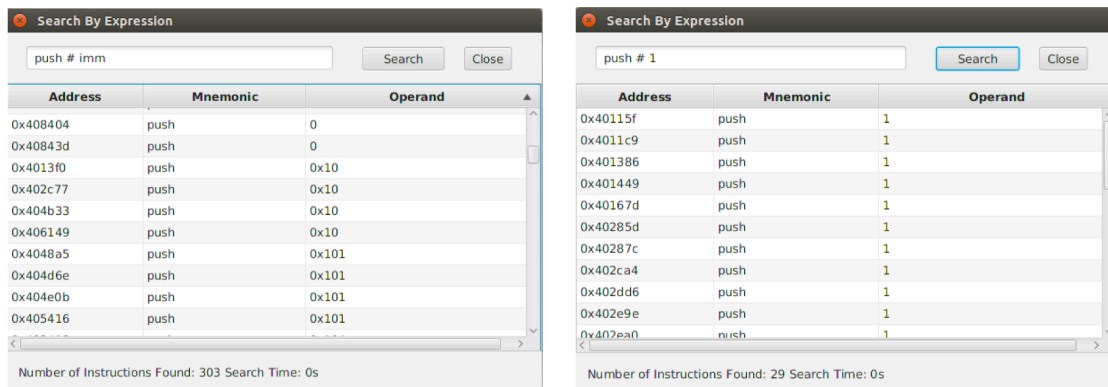 Search By Expression
push # imm Search Close
Address Mnemonic Operand
0x408404 push 0
0x40843d push 0
0x4013f0 push 0x10
0x402c77 push 0x10
0x404b33 push 0x10
0x406149 push 0x10
0x4048a5 push 0x101
0x404d6e push 0x101
0x404e0b push 0x101
0x405416 push 0x101
Number of Instructions Found: 303 Search Time: 0s
Search By Expression
push # 1 Search Close
Address Mnemonic Operand
0x40115f push 1
0x4011c9 push 1
0x401386 push 1
0x401449 push 1
0x40167d push 1
0x40285d push 1
0x40287c push 1
0x402ca4 push 1
0x402dd6 push 1
0x402e9e push 1
0x402ea0 push 1
Number of Instructions Found: 29 Search Time: 0s